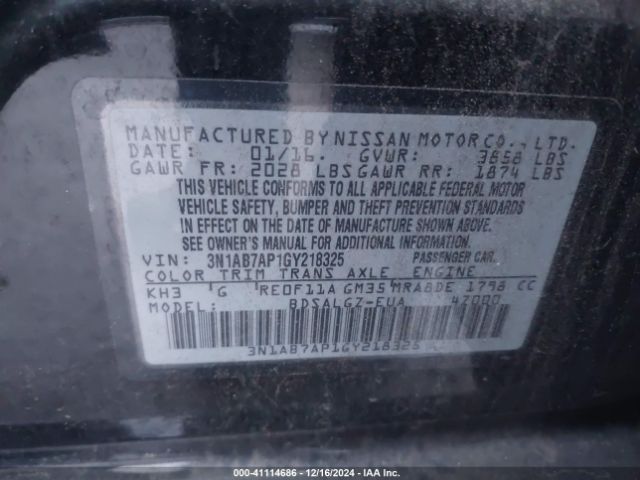 MANUFACTURED BY NISSAN MOTOR CO., LTD.
DATE: 01/16 GVWR: 3858 LBS
GAWR FR: 2028 LBS GAWR RR: 1874 LBS
THIS VEHICLE CONFORMS TO ALL APPLICABLE FEDERAL MOTOR
VEHICLE SAFETY, BUMPER AND THEFT PREVENTION STANDARDS
IN EFFECT ON THE DATE OF MANUFACTURE SHOWN ABOVE.
SEE OWNER'S MANUAL FOR ADDITIONAL INFORMATION.
VIN: 3N1AB7AP1GY218325 PASSENGER CAR
COLOR TRIM TRANS AXLE ENGINE
KH3 G RE0F11A GM35 MRA8DE 1798 CC
MODEL: BDSALGZ-EUA 4Z000
3N1AB7AP1GY218325
000-41114686 - 12/16/2024 - IAA Inc.